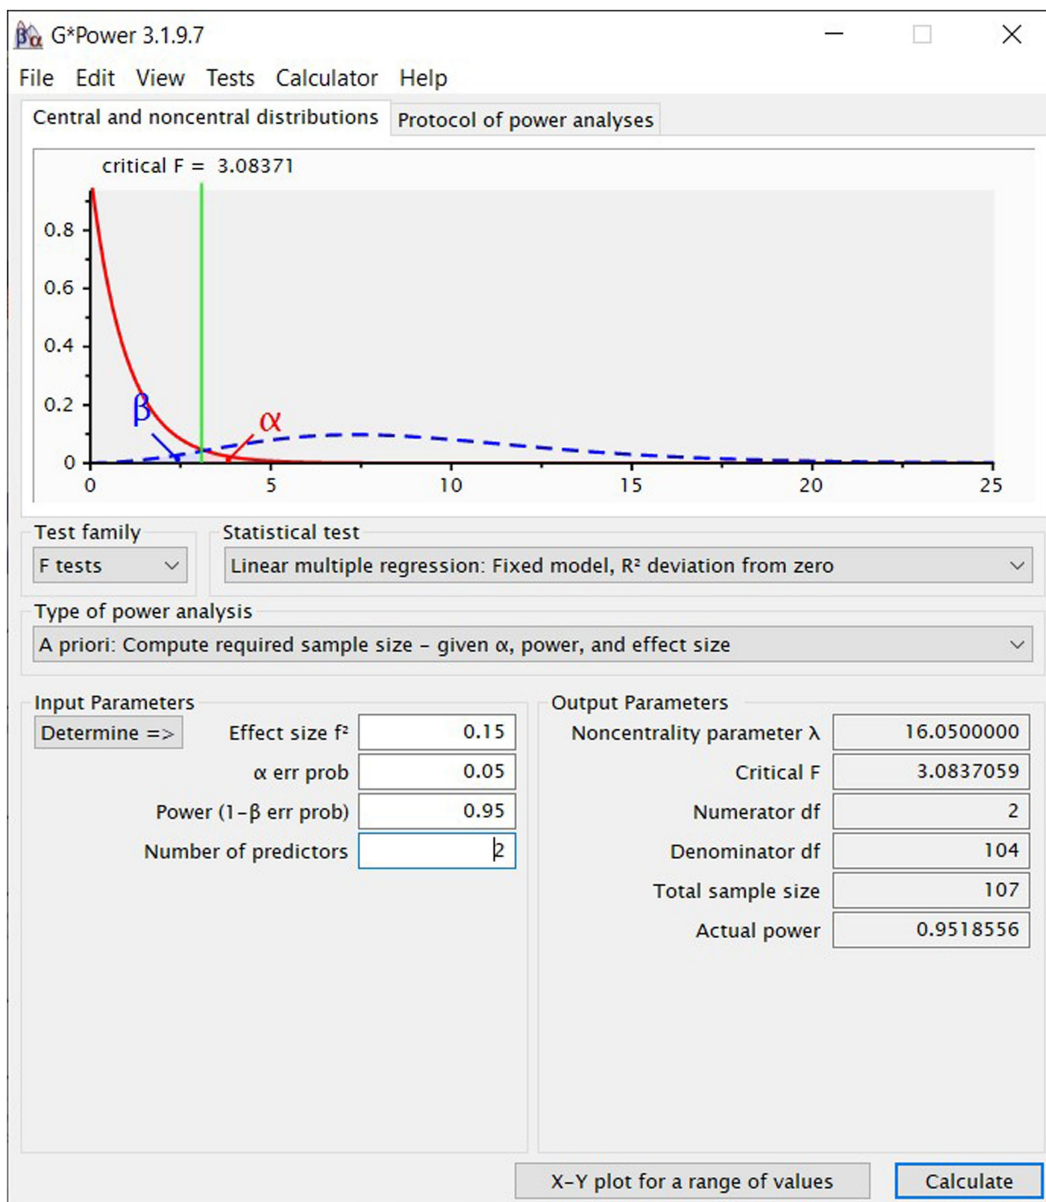 G*Power 3.1.9.7
File Edit View Tests Calculator Help
Central and noncentral distributions Protocol of power analyses
critical F = 3.08371
0.8
0.6
0.4
0.2
0
β
α
0 5 10 15 20 25
Test family Statistical test
F tests Linear multiple regression: Fixed model, R² deviation from zero
Type of power analysis
A priori: Compute required sample size – given α, power, and effect size
Input Parameters Output Parameters
Determine => Effect size f² 0.15 Noncentrality parameter λ 16.0500000
α err prob 0.05 Critical F 3.0837059
Power (1-β err prob) 0.95 Numerator df 2
Number of predictors 2 Denominator df 104
Total sample size 107
Actual power 0.9518556
X-Y plot for a range of values Calculate